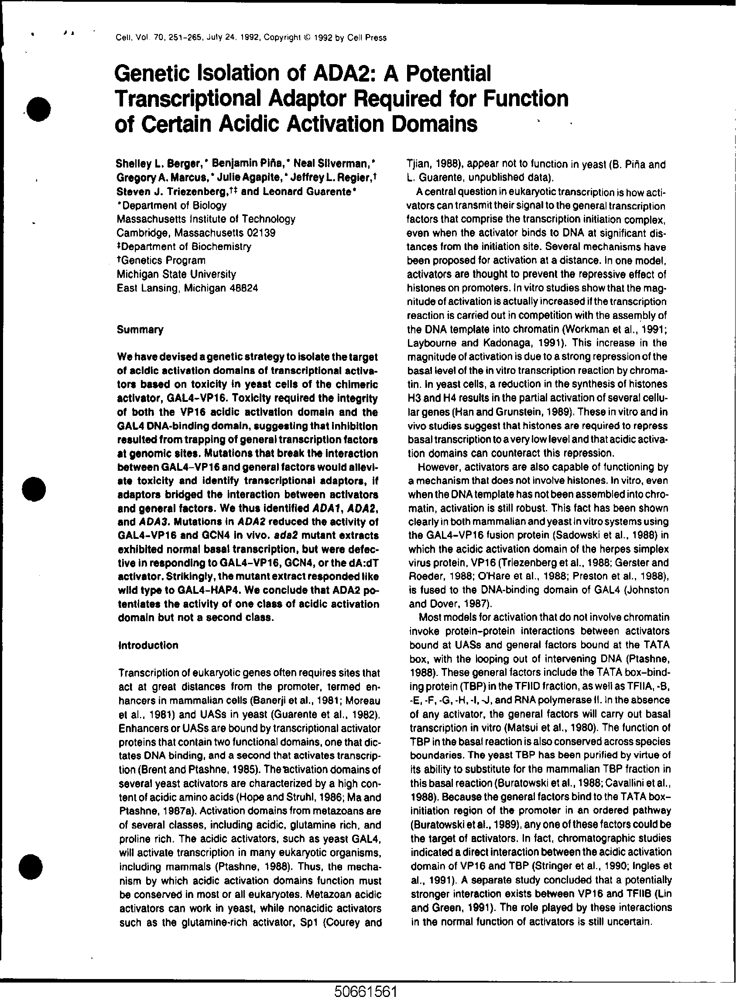 Cell, Vol. 70, 251-265, July 24, 1992, Copyright © 1992 by Cell Press
Genetic Isolation of ADA2: A Potential
Transcriptional Adaptor Required for Function
of Certain Acidic Activation Domains
Shelley L. Berger,* Benjamin Piña,* Neal Silverman,*
Gregory A. Marcus,* Julie Agapite,* Jeffrey L. Regier,†
Steven J. Triezenberg,†‡ and Leonard Guarente*
*Department of Biology
Massachusetts Institute of Technology
Cambridge, Massachusetts 02139
‡Department of Biochemistry
†Genetics Program
Michigan State University
East Lansing, Michigan 48824
Summary
We have devised a genetic strategy to isolate the target
of acidic activation domains of transcriptional activa-
tors based on toxicity in yeast cells of the chimeric
activator, GAL4-VP16. Toxicity required the integrity
of both the VP16 acidic activation domain and the
GAL4 DNA-binding domain, suggesting that inhibition
resulted from trapping of general transcription factors
at genomic sites. Mutations that break the interaction
between GAL4-VP16 and general factors would allevi-
ate toxicity and identify transcriptional adaptors, if
adaptors bridged the interaction between activators
and general factors. We thus identified ADA1, ADA2,
and ADA3. Mutations in ADA2 reduced the activity of
GAL4-VP16 and GCN4 in vivo. ada2 mutant extracts
exhibited normal basal transcription, but were defec-
tive in responding to GAL4-VP16, GCN4, or the dA:dT
activator. Strikingly, the mutant extract responded like
wild type to GAL4-HAP4. We conclude that ADA2 po-
tentiates the activity of one class of acidic activation
domain but not a second class.
Introduction
Transcription of eukaryotic genes often requires sites that
act at great distances from the promoter, termed en-
hancers in mammalian cells (Banerji et al., 1981; Moreau
et al., 1981) and UASs in yeast (Guarente et al., 1982).
Enhancers or UASs are bound by transcriptional activator
proteins that contain two functional domains, one that dic-
tates DNA binding, and a second that activates transcrip-
tion (Brent and Ptashne, 1985). The activation domains of
several yeast activators are characterized by a high con-
tent of acidic amino acids (Hope and Struhl, 1986; Ma and
Ptashne, 1987a). Activation domains from metazoans are
of several classes, including acidic, glutamine rich, and
proline rich. The acidic activators, such as yeast GAL4,
will activate transcription in many eukaryotic organisms,
including mammals (Ptashne, 1988). Thus, the mecha-
nism by which acidic activation domains function must
be conserved in most or all eukaryotes. Metazoan acidic
activators can work in yeast, while nonacidic activators
such as the glutamine-rich activator, Sp1 (Courey and
Tjian, 1988), appear not to function in yeast (B. Piña and
L. Guarente, unpublished data).
A central question in eukaryotic transcription is how acti-
vators can transmit their signal to the general transcription
factors that comprise the transcription initiation complex,
even when the activator binds to DNA at significant dis-
tances from the initiation site. Several mechanisms have
been proposed for activation at a distance. In one model,
activators are thought to prevent the repressive effect of
histones on promoters. In vitro studies show that the mag-
nitude of activation is actually increased if the transcription
reaction is carried out in competition with the assembly of
the DNA template into chromatin (Workman et al., 1991;
Laybourne and Kadonaga, 1991). This increase in the
magnitude of activation is due to a strong repression of the
basal level of the in vitro transcription reaction by chroma-
tin. In yeast cells, a reduction in the synthesis of histones
H3 and H4 results in the partial activation of several cellu-
lar genes (Han and Grunstein, 1989). These in vitro and in
vivo studies suggest that histones are required to repress
basal transcription to a very low level and that acidic activa-
tion domains can counteract this repression.
However, activators are also capable of functioning by
a mechanism that does not involve histones. In vitro, even
when the DNA template has not been assembled into chro-
matin, activation is still robust. This fact has been shown
clearly in both mammalian and yeast in vitro systems using
the GAL4-VP16 fusion protein (Sadowski et al., 1988) in
which the acidic activation domain of the herpes simplex
virus protein, VP16 (Triezenberg et al., 1988; Gerster and
Roeder, 1988; O'Hare et al., 1988; Preston et al., 1988),
is fused to the DNA-binding domain of GAL4 (Johnston
and Dover, 1987).
Most models for activation that do not involve chromatin
invoke protein-protein interactions between activators
bound at UASs and general factors bound at the TATA
box, with the looping out of intervening DNA (Ptashne,
1988). These general factors include the TATA box-bind-
ing protein (TBP) in the TFIID fraction, as well as TFIIA, -B,
-E, -F, -G, -H, -I, -J, and RNA polymerase II. In the absence
of any activator, the general factors will carry out basal
transcription in vitro (Matsui et al., 1980). The function of
TBP in the basal reaction is also conserved across species
boundaries. The yeast TBP has been purified by virtue of
its ability to substitute for the mammalian TBP fraction in
this basal reaction (Buratowski et al., 1988; Cavallini et al.,
1988). Because the general factors bind to the TATA box–
initiation region of the promoter in an ordered pathway
(Buratowski et al., 1989), any one of these factors could be
the target of activators. In fact, chromatographic studies
indicated a direct interaction between the acidic activation
domain of VP16 and TBP (Stringer et al., 1990; Ingles et
al., 1991). A separate study concluded that a potentially
stronger interaction exists between VP16 and TFIIB (Lin
and Green, 1991). The role played by these interactions
in the normal function of activators is still uncertain.
50661561